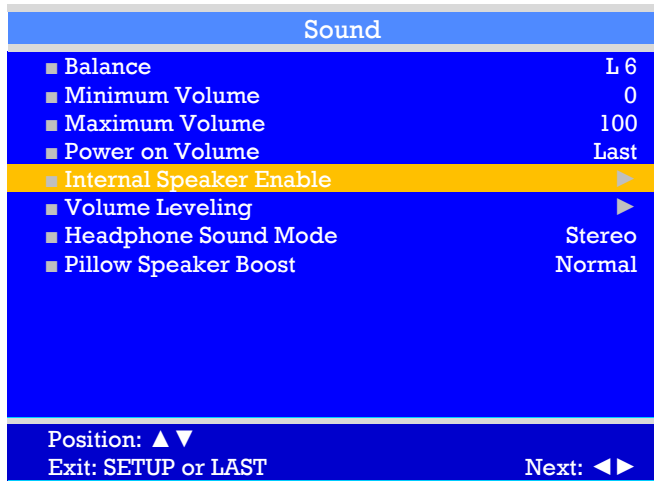 Sound
■ Balance L 6
■ Minimum Volume 0
■ Maximum Volume 100
■ Power on Volume Last
■ Internal Speaker Enable ►
■ Volume Leveling ►
■ Headphone Sound Mode Stereo
■ Pillow Speaker Boost Normal
Position: ▲▼
Exit: SETUP or LAST Next: ◄►